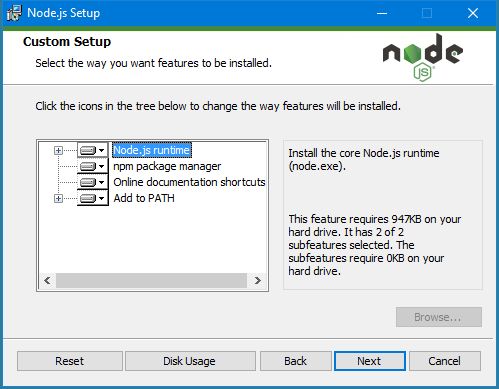 Node.js Setup
Custom Setup
Select the way you want features to be installed.
node
JS
Click the icons in the tree below to change the way features will be installed.
Node.js runtime
npm package manager
Online documentation shortcuts
Add to PATH
Install the core Node.js runtime
(node.exe).
This feature requires 947KB on your
hard drive. It has 2 of 2
subfeatures selected. The
subfeatures require 0KB on your
hard drive.
Browse...
Reset
Disk Usage
Back
Next
Cancel